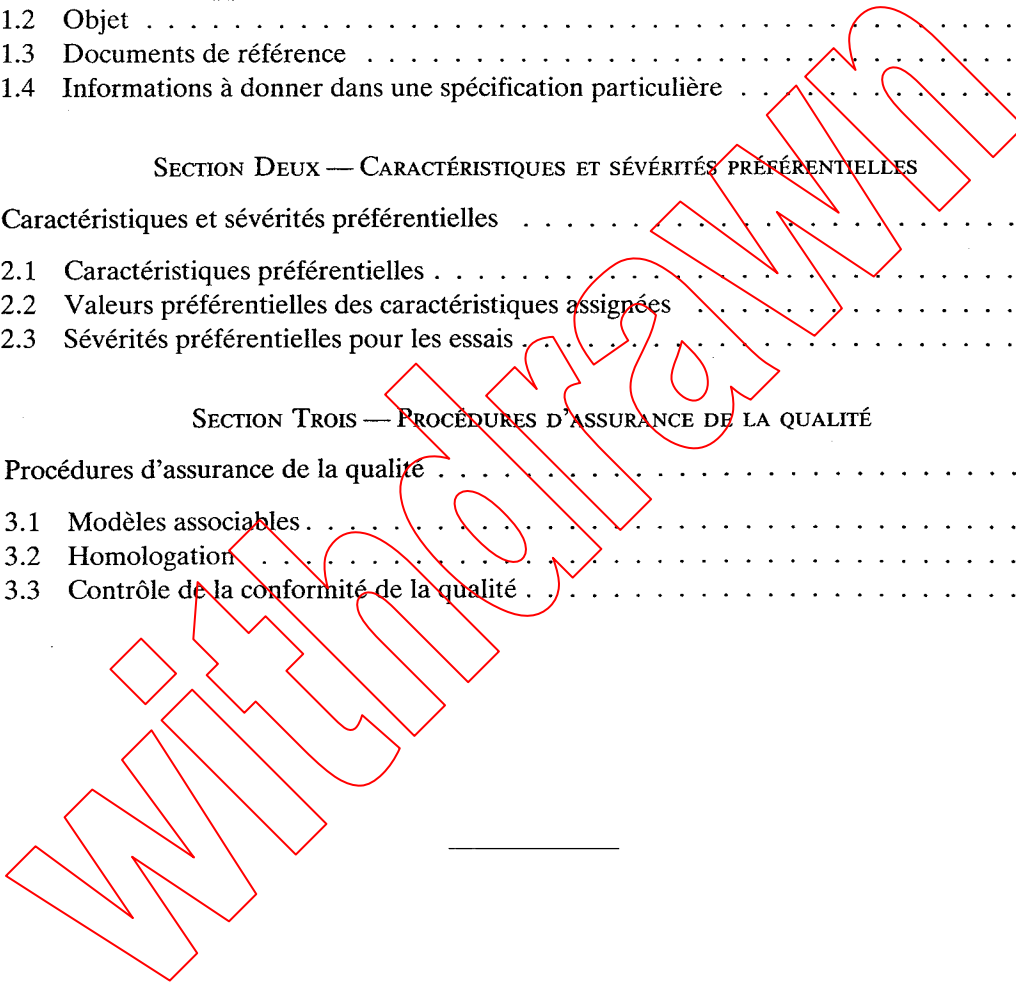 1.2 Objet . . . . . . . . . . . . . . . . . . . . . . . . . . . . . . . . . . . .
1.3 Documents de référence . . . . . . . . . . . . . . . . . . . . . . . . .
1.4 Informations à donner dans une spécification particulière . . . . . . . . . . .
SECTION DEUX — CARACTÉRISTIQUES ET SÉVÉRITÉS PRÉFÉRENTIELLES
Caractéristiques et sévérités préférentielles . . . . . . . . . . . . . . . . . . . .
2.1 Caractéristiques préférentielles . . . . . . . . . . . . . . . . . . . . . . . .
2.2 Valeurs préférentielles des caractéristiques assignées . . . . . . . . . . . . .
2.3 Sévérités préférentielles pour les essais . . . . . . . . . . . . . . . . . . . .
SECTION TROIS — PROCÉDURES D'ASSURANCE DE LA QUALITÉ
Procédures d'assurance de la qualité . . . . . . . . . . . . . . . . . . . . . . . .
3.1 Modèles associables . . . . . . . . . . . . . . . . . . . . . . . . . . . . .
3.2 Homologation . . . . . . . . . . . . . . . . . . . . . . . . . . . . . . .
3.3 Contrôle de la conformité de la qualité . . . . . . . . . . . . . . . . . . . .
withdrawn